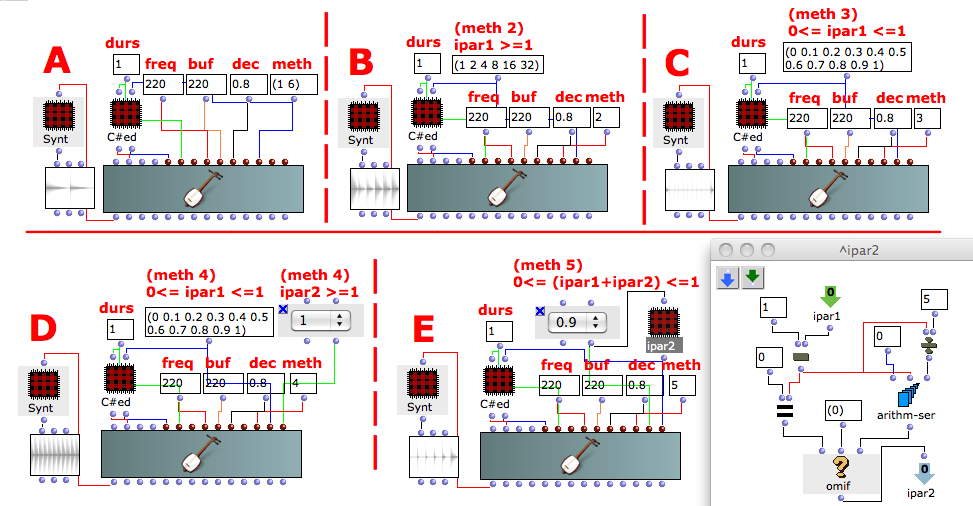 A
durs
1
freq buf dec meth
220 220 0.8 (1 6)
Synt
C#ed
B
(meth 2)
ipar1 >=1
durs
1
(1 2 4 8 16 32)
freq buf dec meth
220 220 0.8 2
Synt
C#ed
C
(meth 3)
0<= ipar1 <=1
durs
1
(0 0.1 0.2 0.3 0.4 0.5
0.6 0.7 0.8 0.9 1)
freq buf dec meth
220 220 0.8 3
Synt
C#ed
D
(meth 4)
0<= ipar1 <=1
(meth 4)
ipar2 >=1
durs
1
(0 0.1 0.2 0.3 0.4 0.5
0.6 0.7 0.8 0.9 1)
1
freq buf dec meth
220 220 0.8 4
Synt
C#ed
E
(meth 5)
0<= (ipar1+ipar2) <=1
durs
1
0.9
ipar2
freq buf dec meth
220 220 0.8 5
Synt
C#ed
^ipar2
1
0
ipar1
5
0
0
(0)
arithm-ser
?
omif
0
ipar2